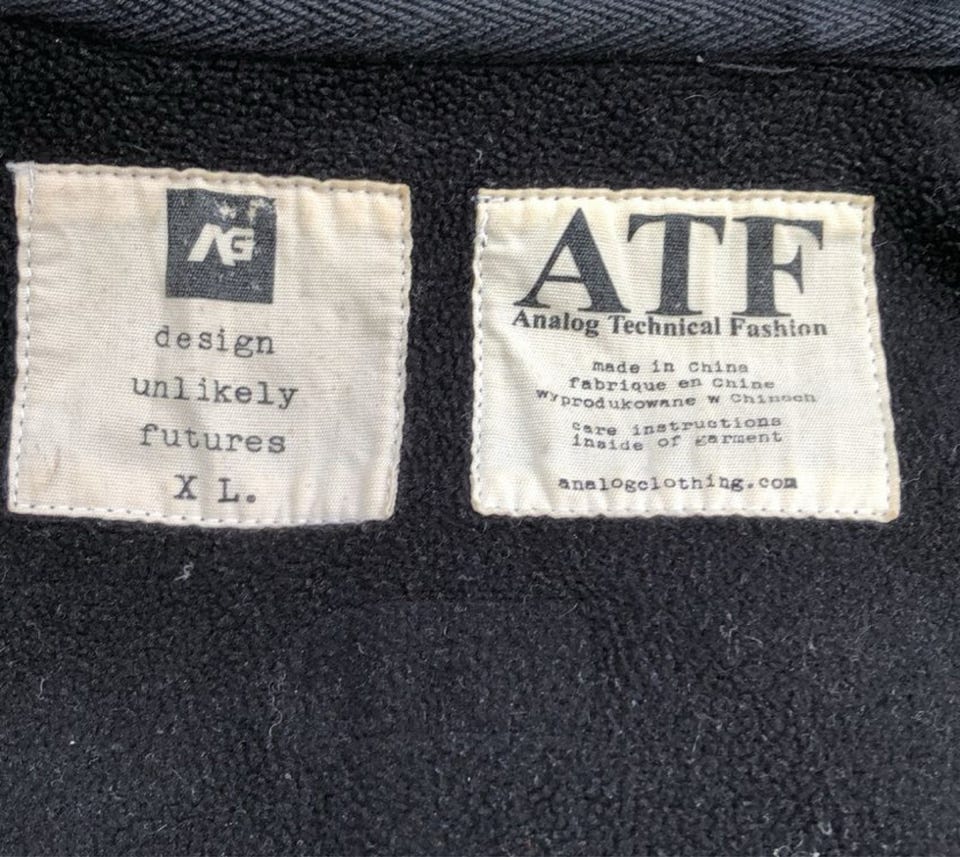 AG
design
unlikely
futures
X L.
ATF
Analog Technical Fashion
made in China
fabrique en Chine
wyprodukowane w Chinach
care instructions
inside of garment
analogclothing.com